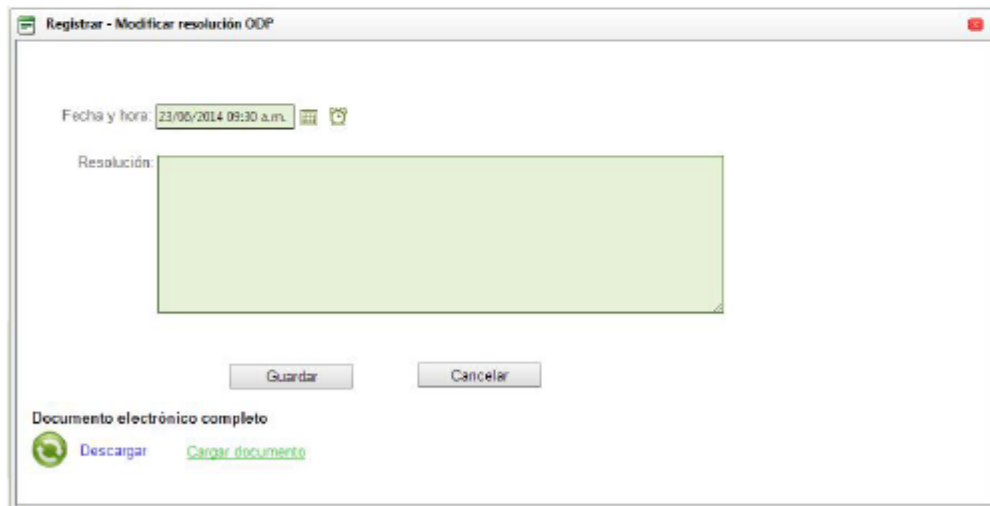 Registrar - Modificar resolución ODP
Fecha y hora: 23/06/2014 09:30 a.m.
Resolución:
Guardar Cancelar
Documento electrónico completo
Descargar Cargar documento